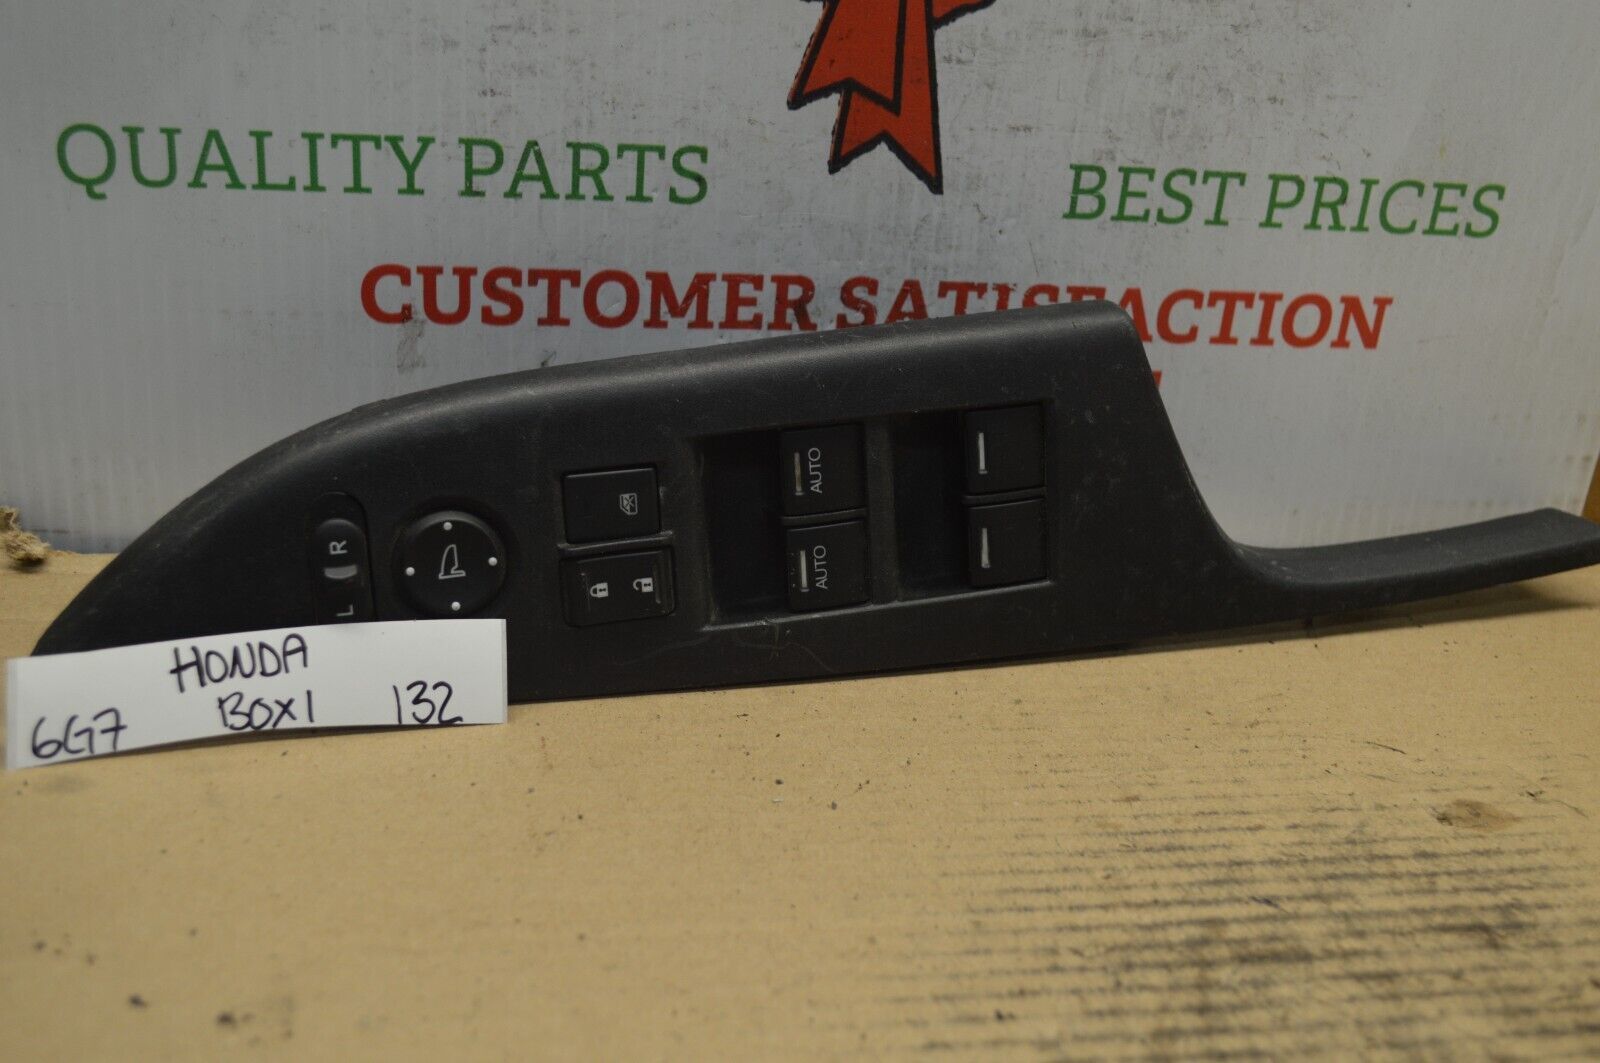 QUALITY PARTS
BEST PRICES
CUSTOMER SATISFACTION
AUTO
AUTO
R
L
HONDA
6G7 BOX1 132